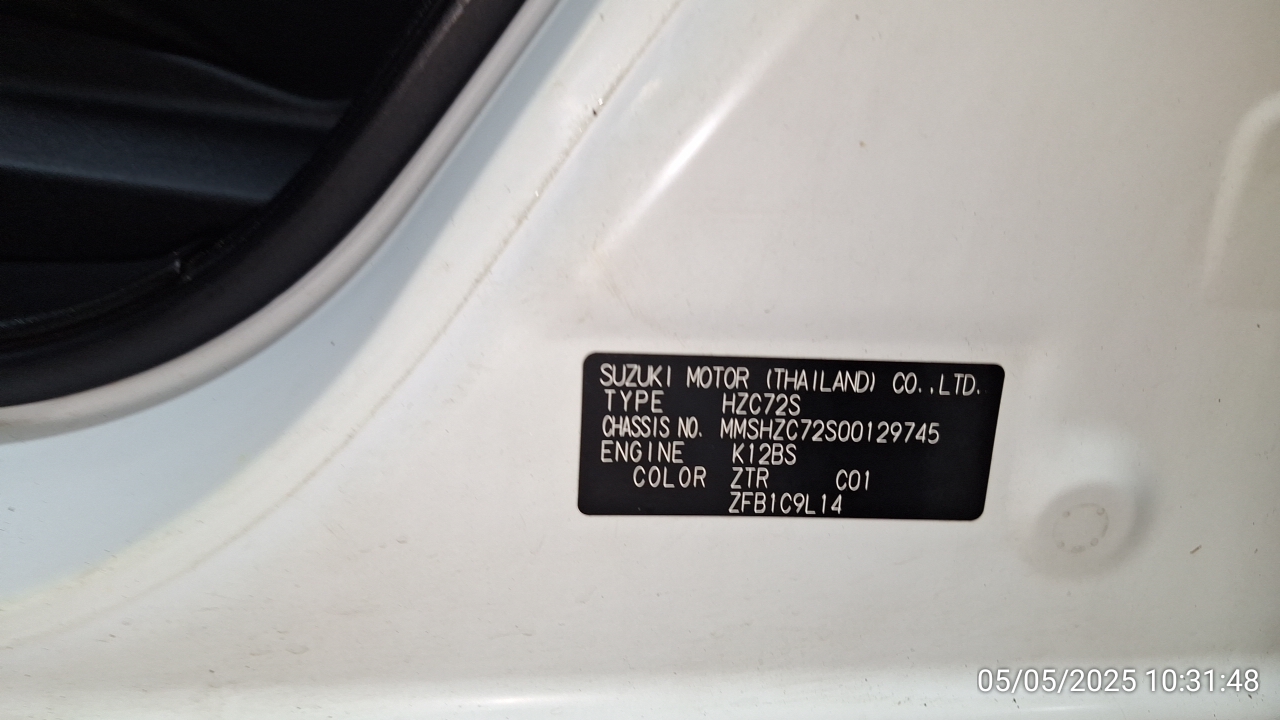 SUZUKI MOTOR (THAILAND) CO.,LTD.
TYPE HZC72S
CHASSIS NO. MMSHZC72S00129745
ENGINE K12BS
COLOR ZTR C01
ZFB1C9L14
05/05/2025 10:31:48